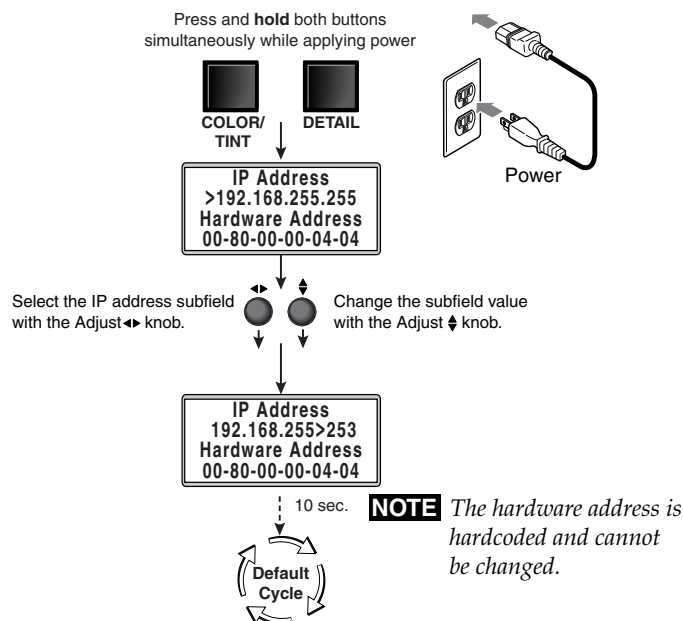 Press and hold both buttons
simultaneously while applying power
COLOR/
TINT
DETAIL
Power
IP Address
>192.168.255.255
Hardware Address
00-80-00-00-04-04
Select the IP address subfield
with the Adjust◂▸ knob.
Change the subfield value
with the Adjust ▲▼ knob.
IP Address
192.168.255>253
Hardware Address
00-80-00-00-04-04
10 sec.
NOTE The hardware address is
hardcoded and cannot
be changed.
Default
Cycle